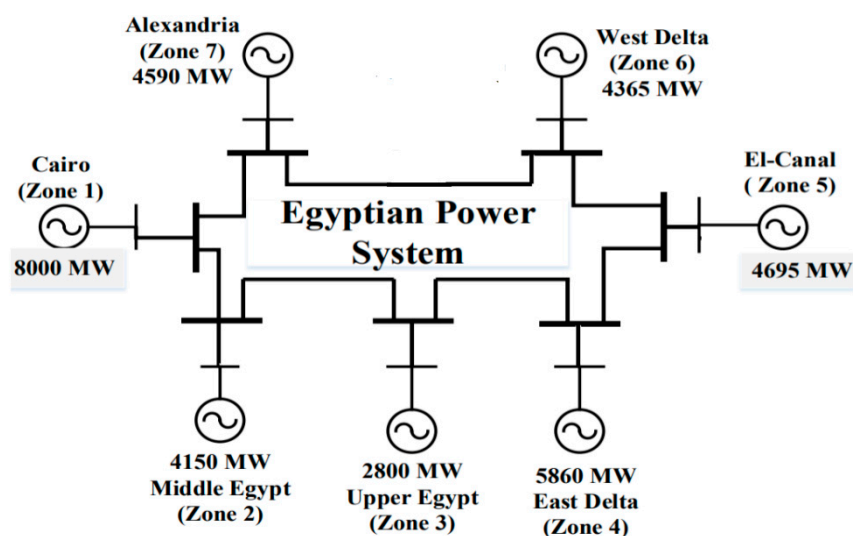 Alexandria
(Zone 7)
4590 MW
West Delta
(Zone 6)
4365 MW
Cairo
(Zone 1)
8000 MW
El-Canal
( Zone 5)
4695 MW
Egyptian Power
System
4150 MW
Middle Egypt
(Zone 2)
2800 MW
Upper Egypt
(Zone 3)
5860 MW
East Delta
(Zone 4)